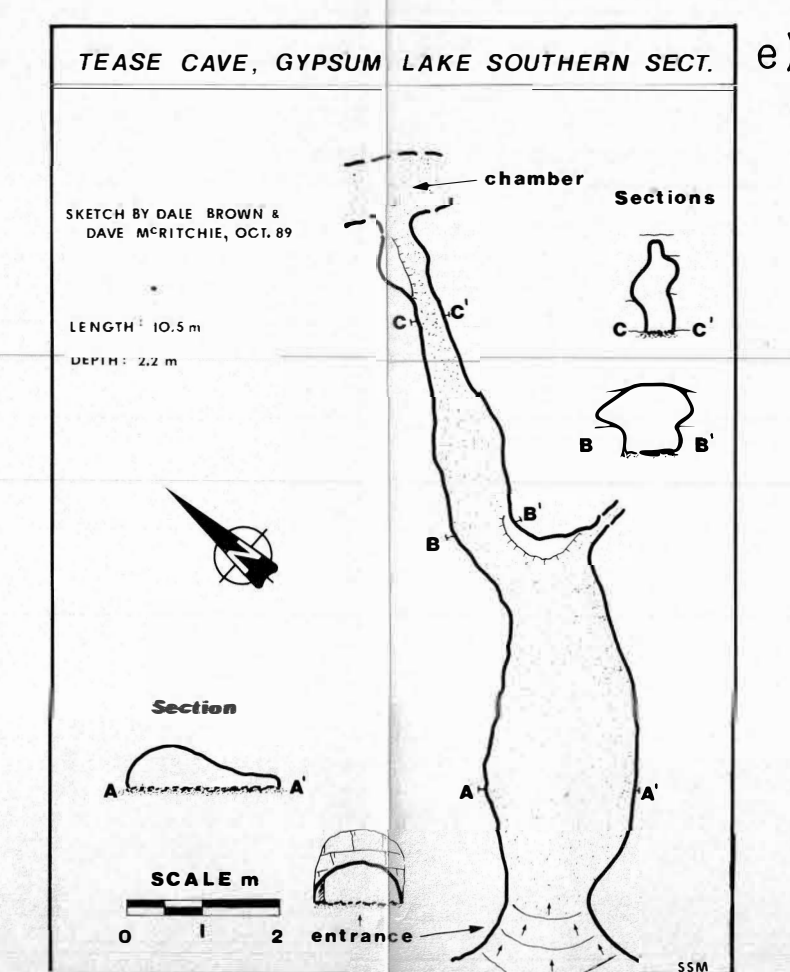 e)
TEASE CAVE, GYPSUM LAKE SOUTHERN SECT.
chamber
Sections
SKETCH BY DALE BROWN &
DAVE McRITCHIE, OCT. 89
LENGTH: 10.5 m
DEPTH: 2.2 m
C C'
C C'
B B'
B'
B
N
Section
A A'
A A'
SCALE m
0 1 2
entrance
SSM